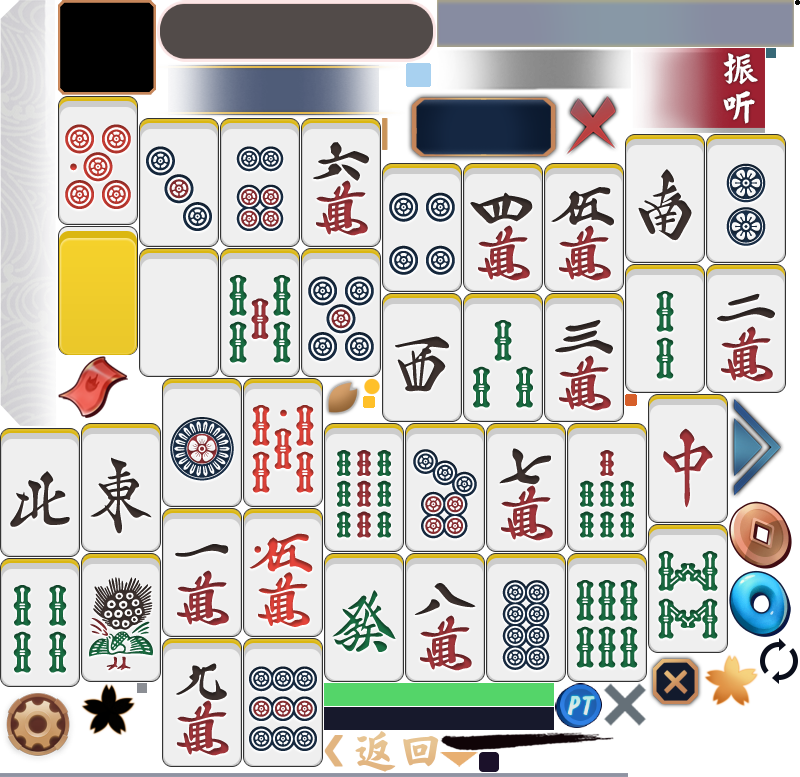 振
听
六
萬
四
萬
伍
萬
南
西
三
萬
二
萬
北
東
七
萬
中
一
萬
伍
萬
發
八
萬
九
萬
PT
返回